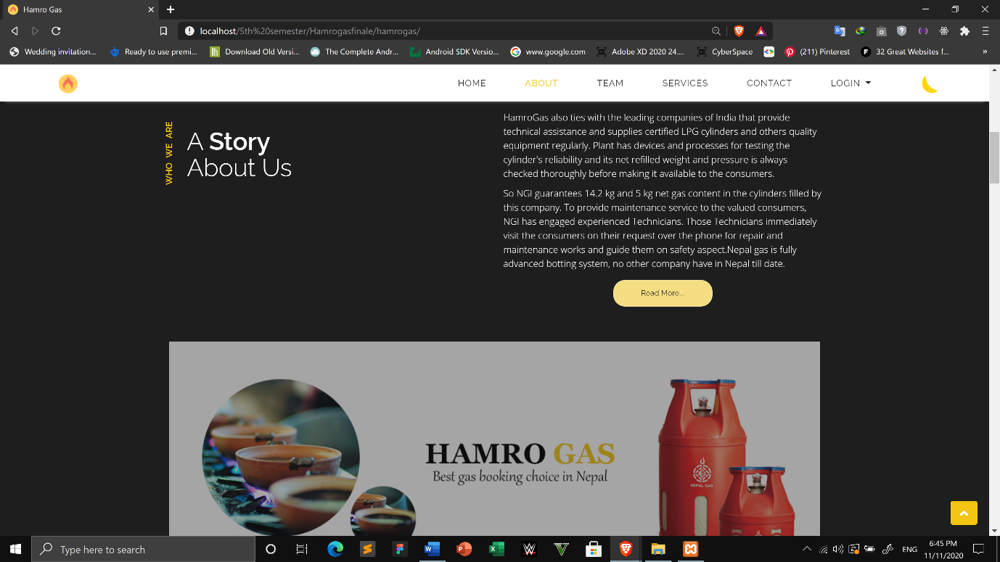 Hamro Gas
localhost/5th%20semester/Hamrogasfinale/hamrogas/
Wedding invitation...
Ready to use premi...
Download Old Versi...
The Complete Andr...
Android SDK Versio...
www.google.com
Adobe XD 2020 24....
CyberSpace
(211) Pinterest
32 Great Websites f...
»
HOME
ABOUT
TEAM
SERVICES
CONTACT
LOGIN
WHO WE ARE
A Story
About Us
HamroGas also ties with the leading companies of India that provide
technical assistance and supplies certified LPG cylinders and others quality
equipment regularly. Plant has devices and processes for testing the
cylinder's reliability and its net refilled weight and pressure is always
checked thoroughly before making it available to the consumers.
So NGI guarantees 14.2 kg and 5 kg net gas content in the cylinders filled by
this company. To provide maintenance service to the valued consumers,
NGI has engaged experienced Technicians. Those Technicians immediately
visit the consumers on their request over the phone for repair and
maintenance works and guide them on safety aspect.Nepal gas is fully
advanced botting system, no other company have in Nepal till date.
Read More....
HAMRO GAS
Best gas booking choice in Nepal
NEPAL GAS
NEPAL GAS
Type here to search
ENG
6:45 PM
11/11/2020